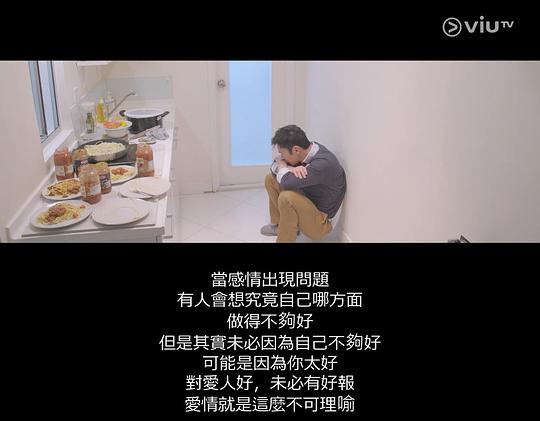 viuTV
當感情出現問題
有人會想究竟自己哪方面
做得不夠好
但是其實未必因為自己不夠好
可能是因為你太好
對愛人好，未必有好報
愛情就是這麼不可理喻